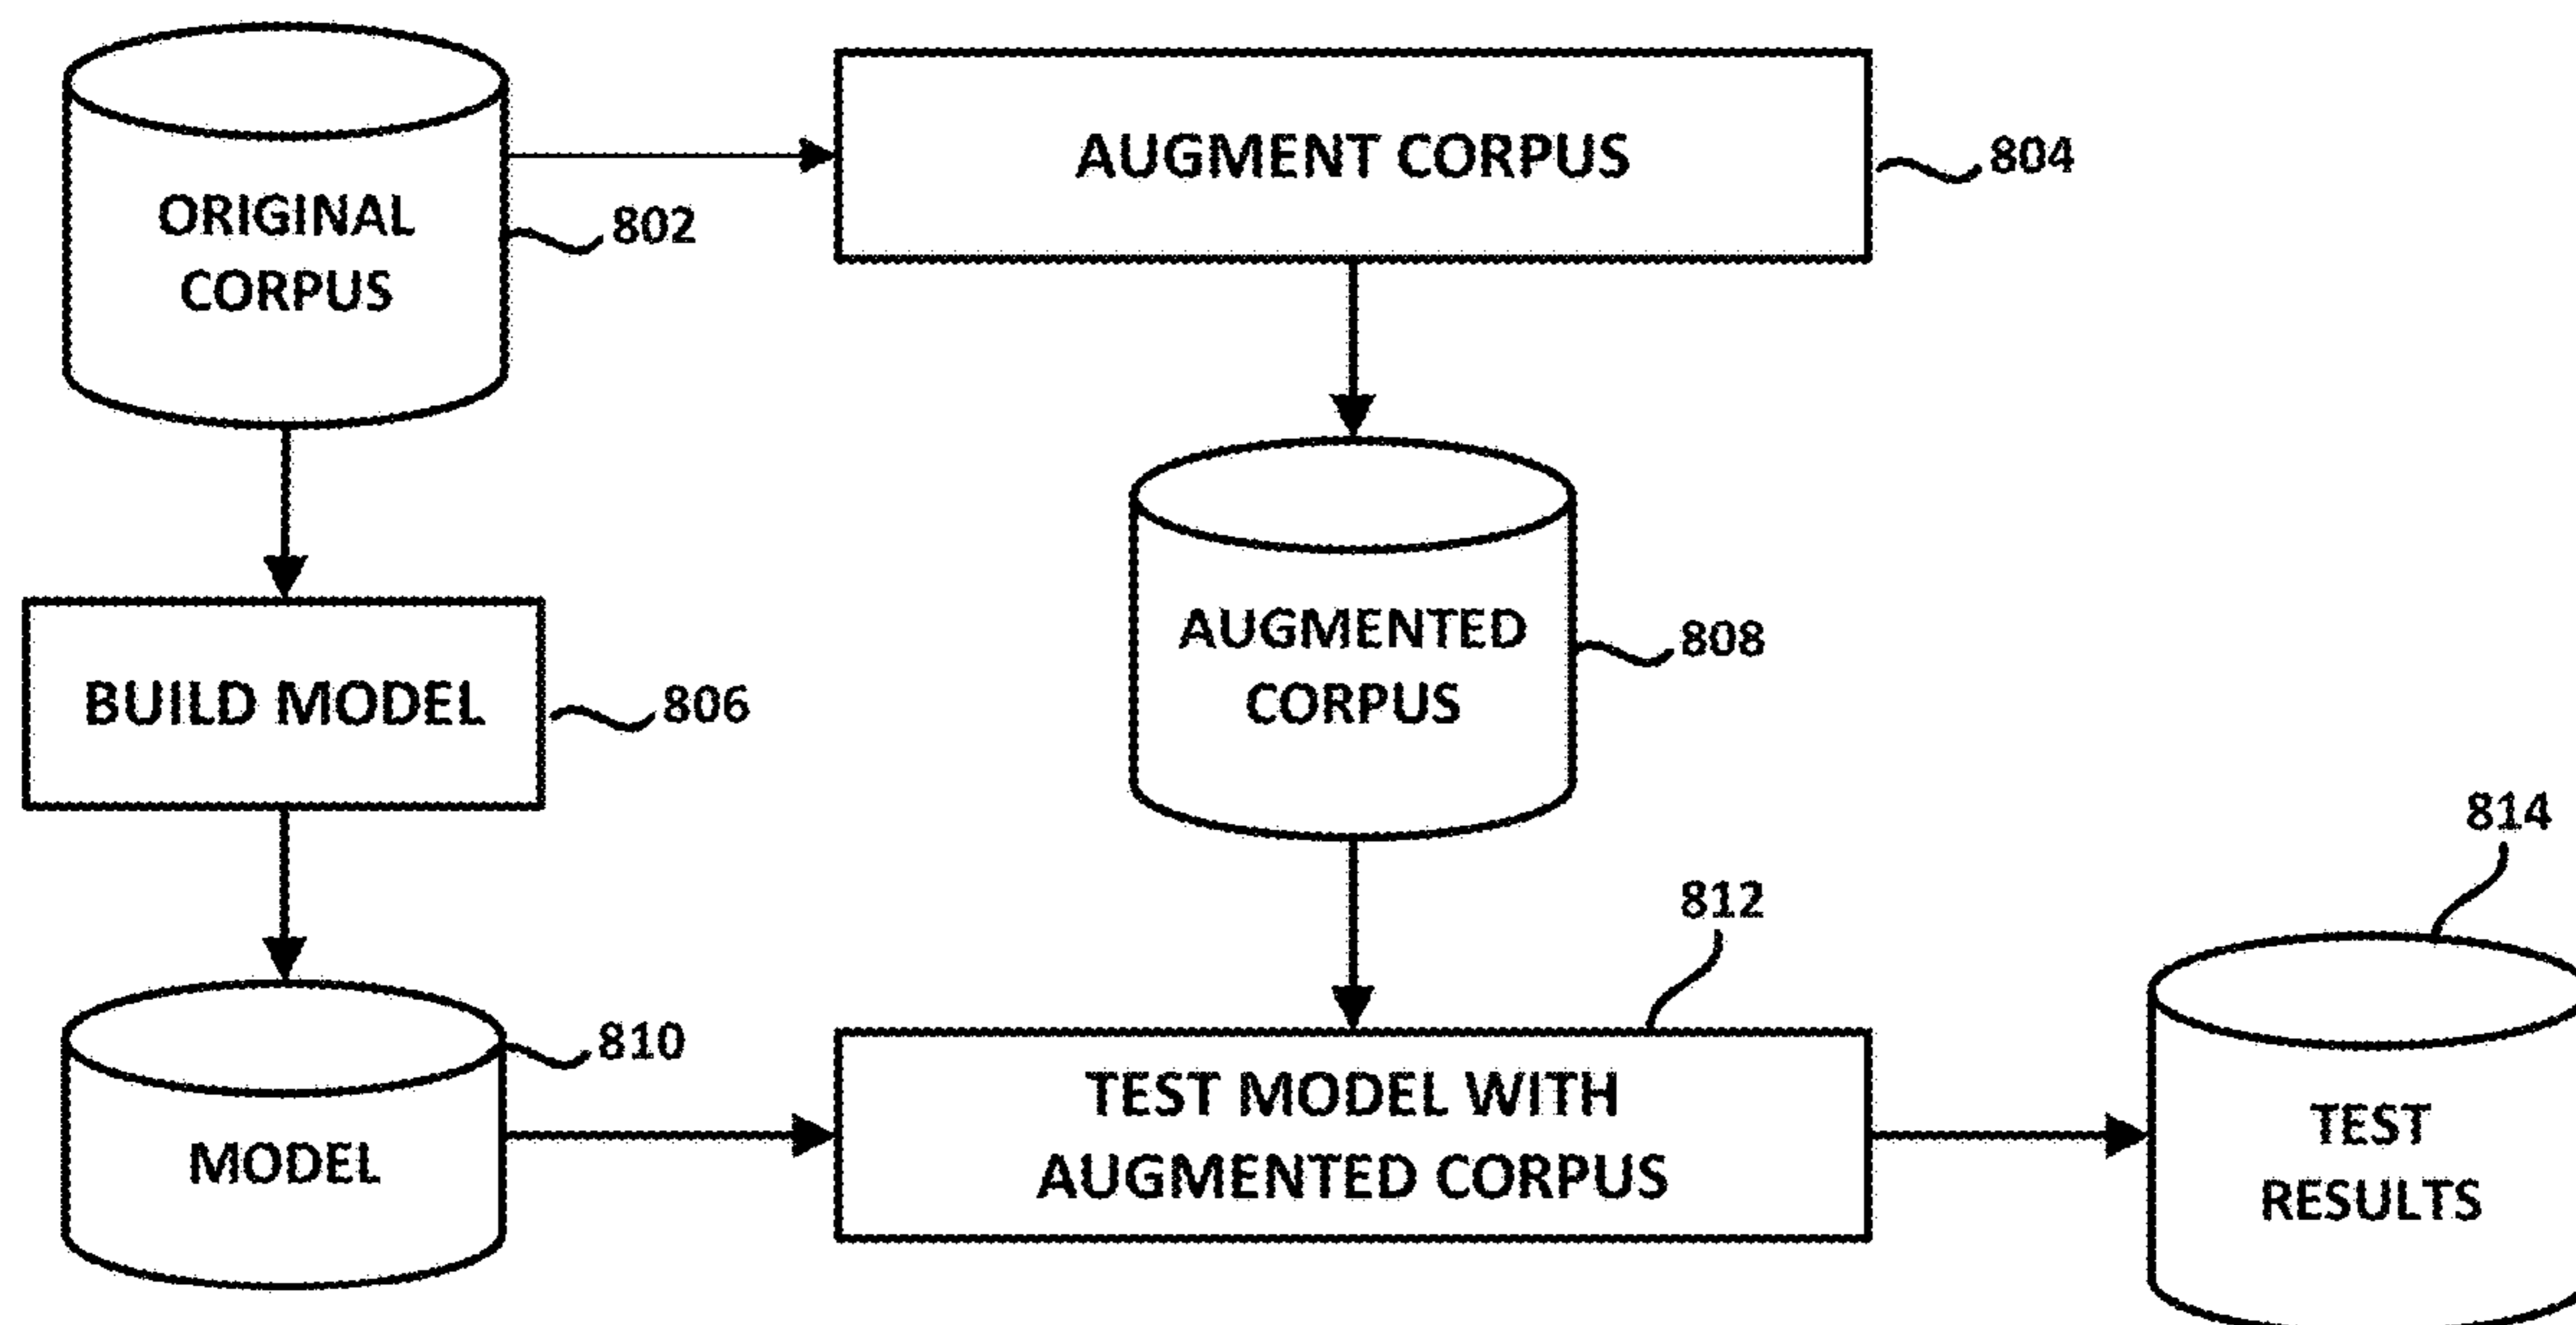 ORIGINAL
CORPUS
802
AUGMENT CORPUS
804
BUILD MODEL
806
AUGMENTED
CORPUS
808
MODEL
810
812
TEST MODEL WITH
AUGMENTED CORPUS
814
TEST
RESULTS